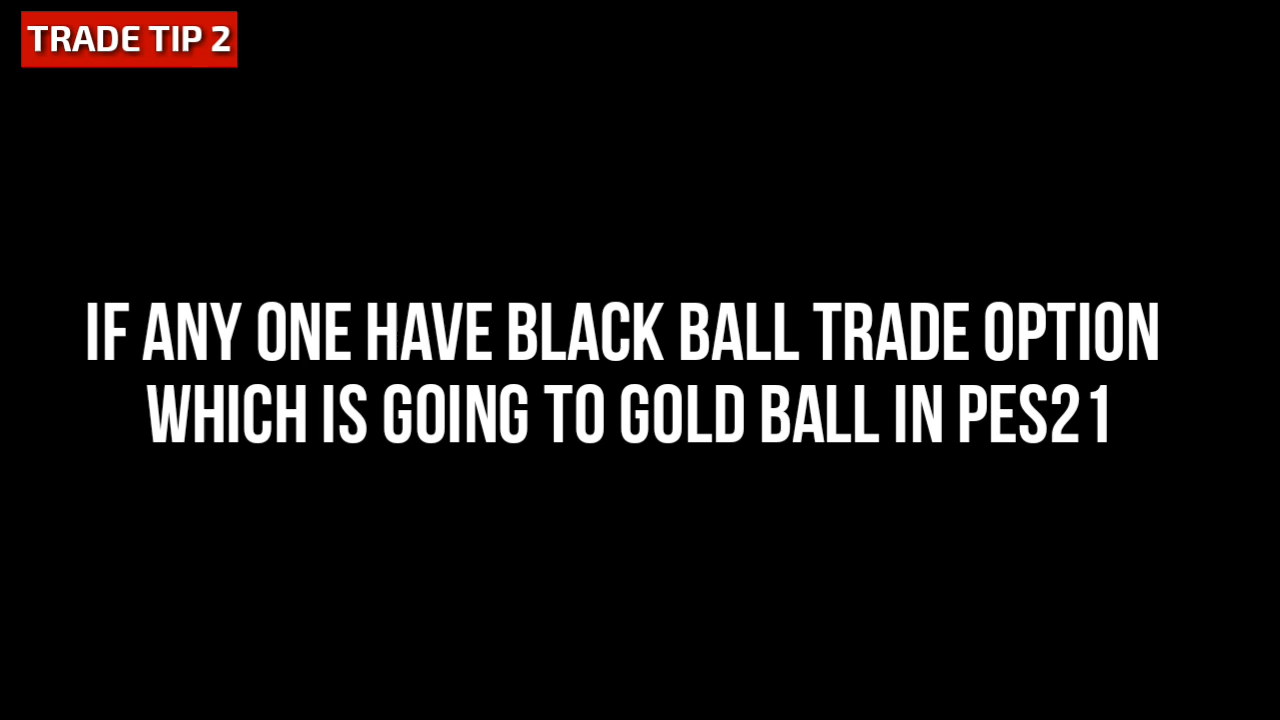 TRADE TIP 2
IF ANY ONE HAVE BLACK BALL TRADE OPTION
WHICH IS GOING TO GOLD BALL IN PES21